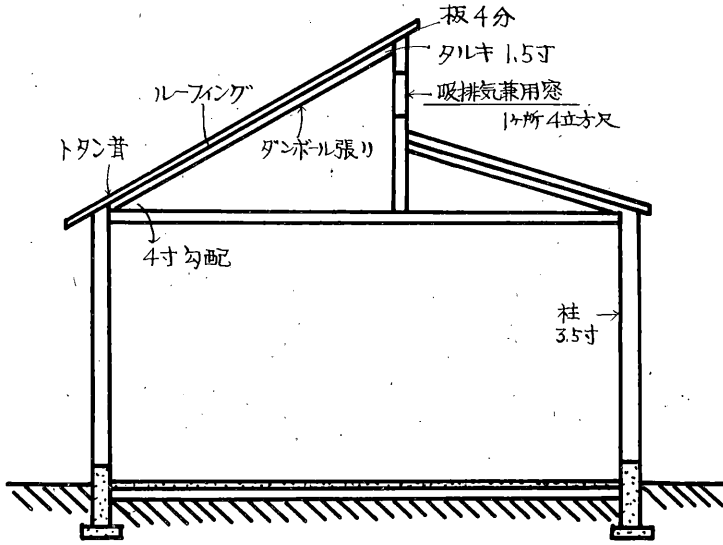 板4分
タルキ 1.5寸
吸排気兼用窓
1ヶ所4立方尺
ルーフィング
ダンボール張り
トタン茸
4寸勾配
柱
3.5寸